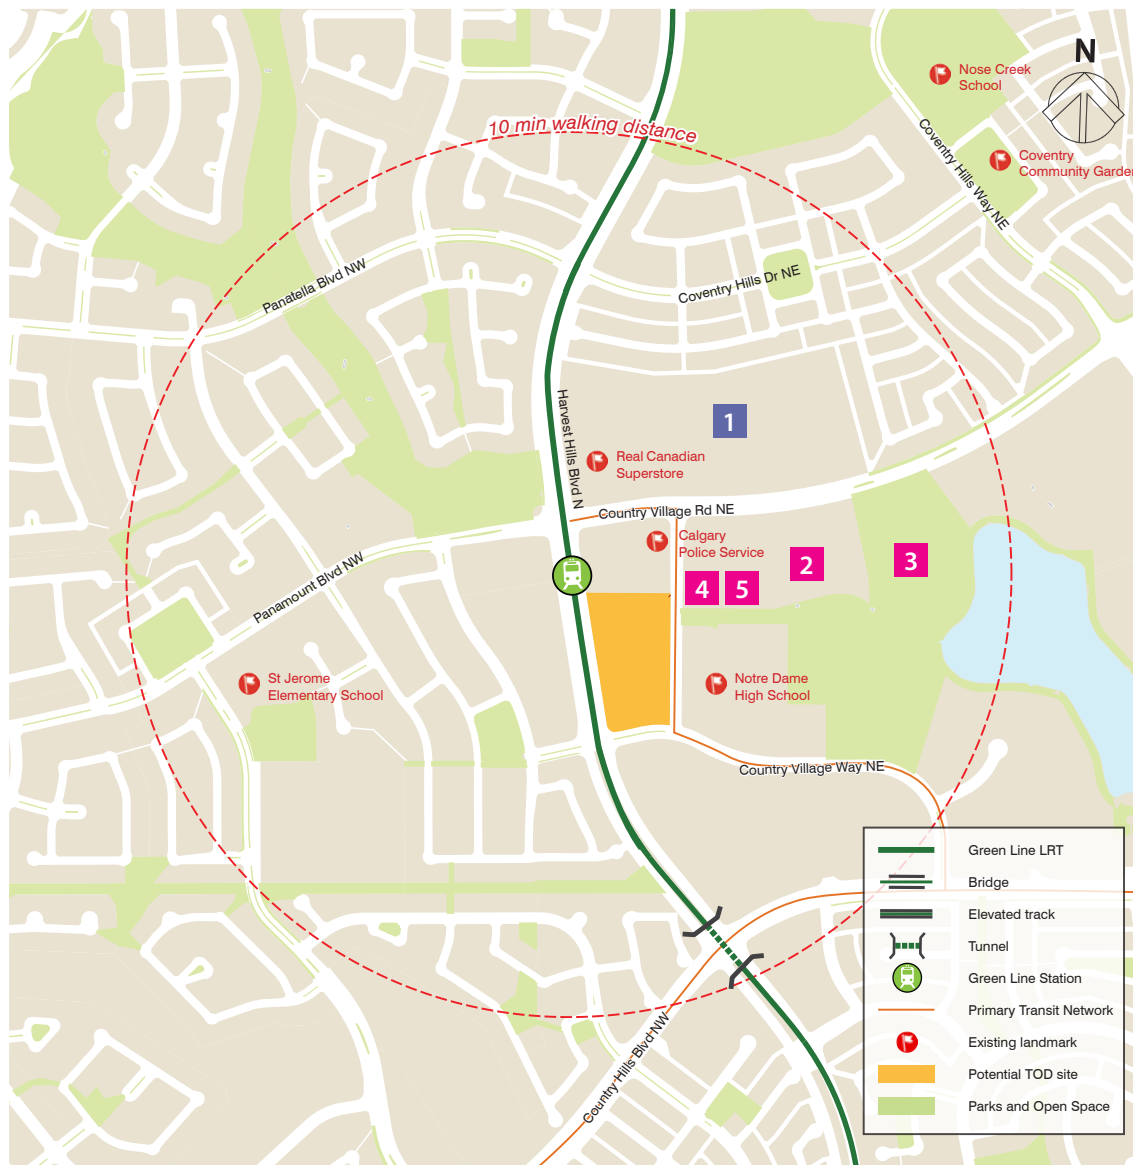 N
Nose Creek
School
Coventry
Community Garden
Coventry Hills Way NE
10 min walking distance
Panatella Blvd NW
Coventry Hills Dr NE
Harvest Hills Blvd N
1
Real Canadian
Superstore
Country Village Rd NE
Calgary
Police Service
2
3
4
5
Panamount Blvd NW
St Jerome
Elementary School
Notre Dame
High School
Country Village Way NE
Country Hills Blvd NW
Green Line LRT
Bridge
Elevated track
Tunnel
Green Line Station
Primary Transit Network
Existing landmark
Potential TOD site
Parks and Open Space